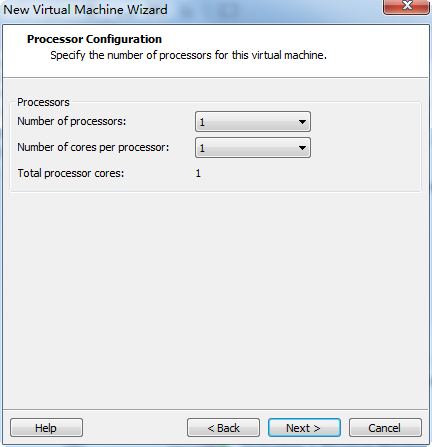 New Virtual Machine Wizard
Processor Configuration
Specify the number of processors for this virtual machine.
Processors
Number of processors: 1
Number of cores per processor: 1
Total processor cores: 1
Help < Back Next > Cancel